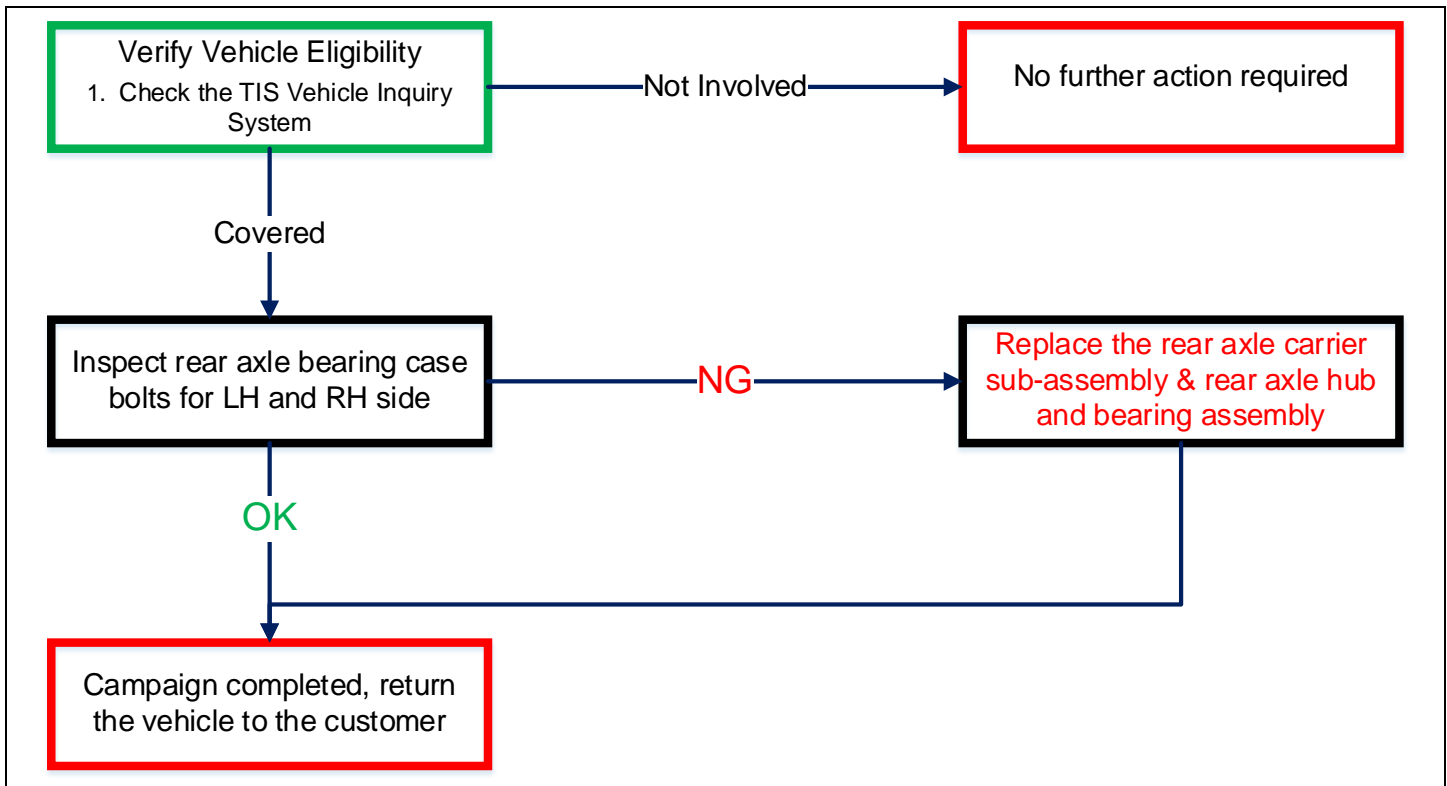 Verify Vehicle Eligibility
1. Check the TIS Vehicle Inquiry
System
Not Involved
No further action required
Covered
Inspect rear axle bearing case
bolts for LH and RH side
NG
Replace the rear axle carrier
sub-assembly & rear axle hub
and bearing assembly
OK
Campaign completed, return
the vehicle to the customer